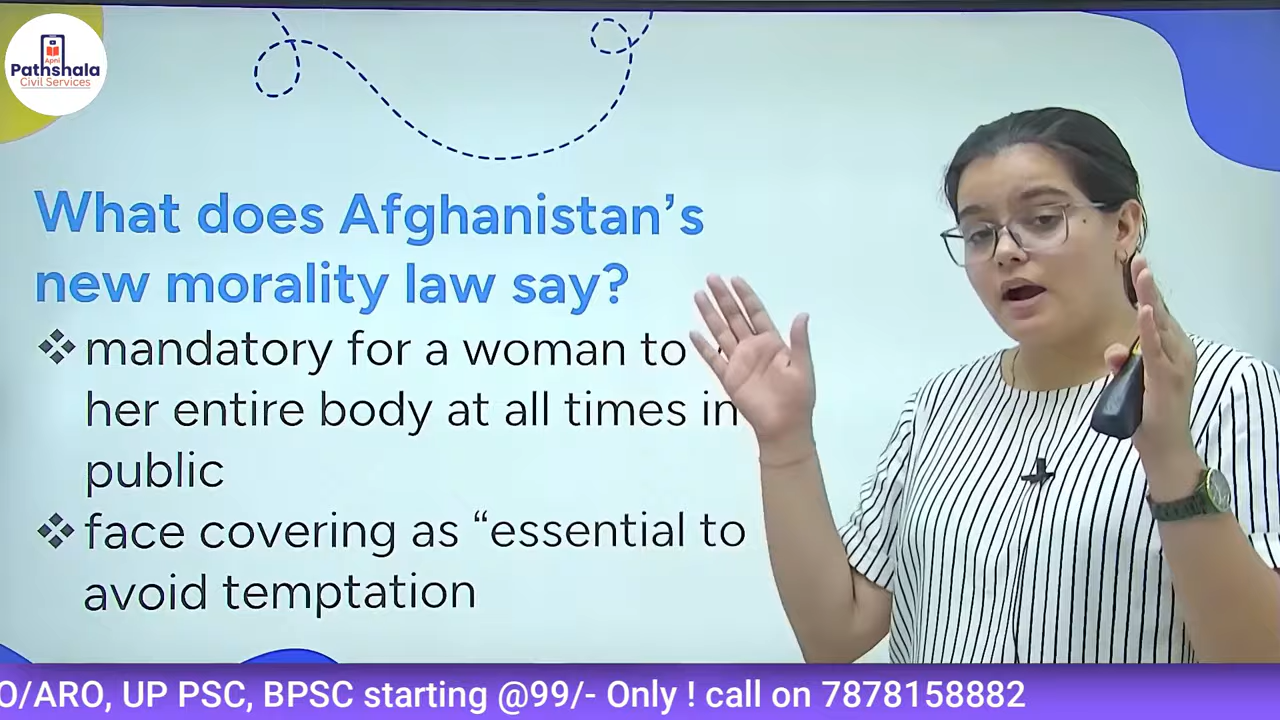 Apni
Pathshala
Civil Services
What does Afghanistan’s
new morality law say?
❖ mandatory for a woman to
her entire body at all times in
public
❖ face covering as “essential to
avoid temptation
O/ARO, UP PSC, BPSC starting @99/- Only ! call on 7878158882